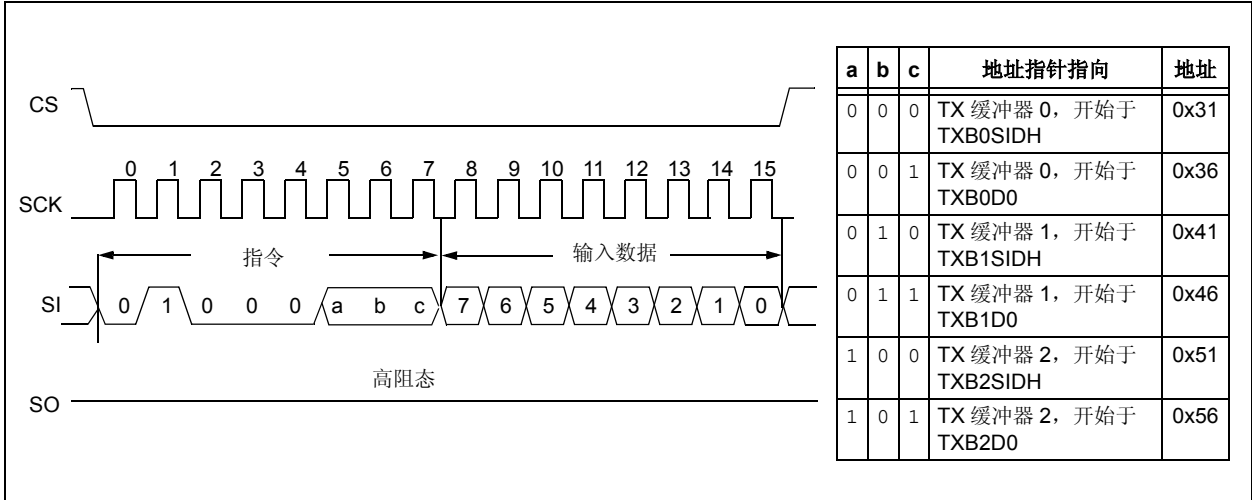 CS
0 1 2 3 4 5 6 7 8 9 10 11 12 13 14 15
SCK
指令 输入数据
SI 0 1 0 0 0 a b c 7 6 5 4 3 2 1 0
高阻态
SO
a b c 地址指针指向 地址
0 0 0 TX 缓冲器 0，开始于 0x31
TXB0SIDH
0 0 1 TX 缓冲器 0，开始于 0x36
TXB0D0
0 1 0 TX 缓冲器 1，开始于 0x41
TXB1SIDH
0 1 1 TX 缓冲器 1，开始于 0x46
TXB1D0
1 0 0 TX 缓冲器 2，开始于 0x51
TXB2SIDH
1 0 1 TX 缓冲器 2，开始于 0x56
TXB2D0